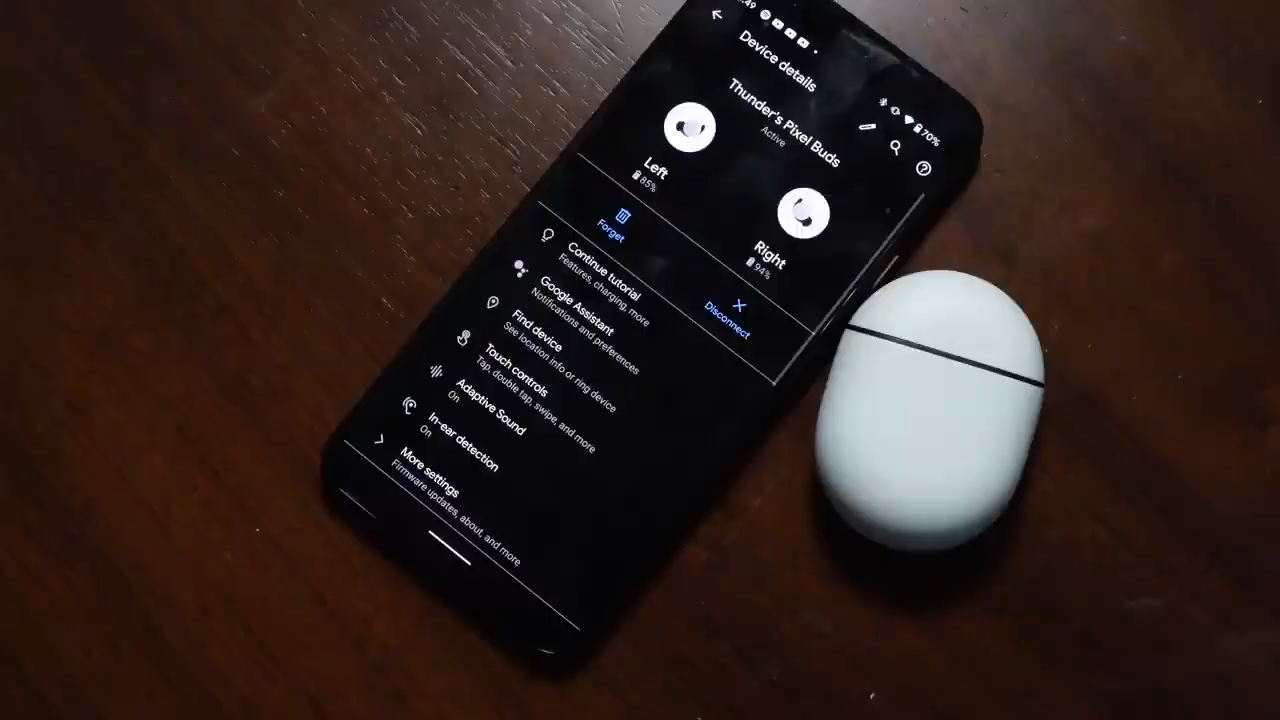 :49
70%
Device details
Thunder's Pixel Buds
Active
Left
85%
Right
94%
Forget
Disconnect
Continue tutorial
Features, charging, more
Google Assistant
Notifications and preferences
Find device
See location info or ring device
Touch controls
Tap, double tap, swipe, and more
Adaptive Sound
On
In-ear detection
On
More settings
Firmware updates, about, and more